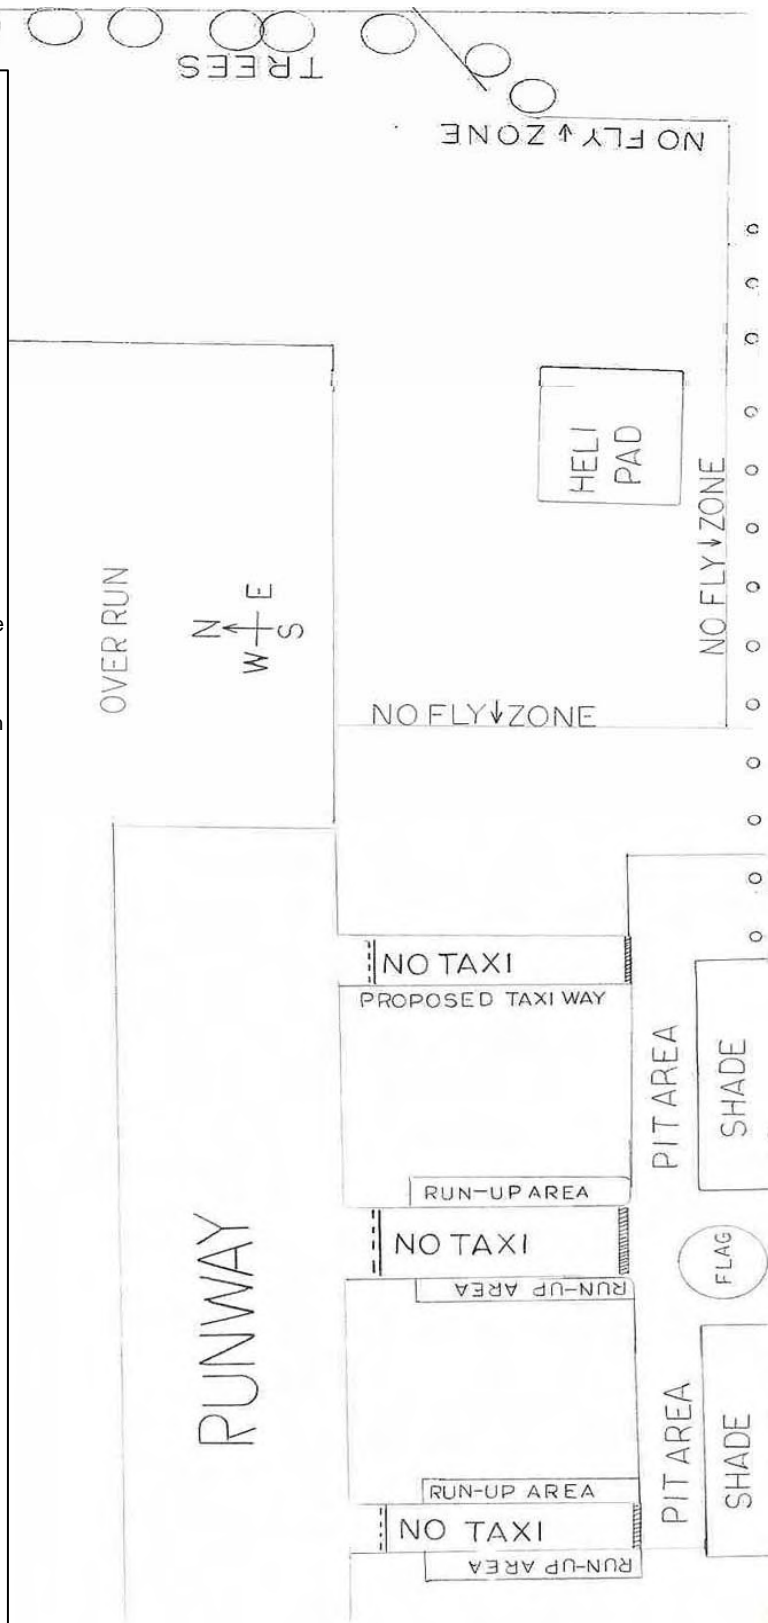 TREES
NO FLY↓ZONE
HELI
PAD
NO FLY↓ZONE
OVER RUN
N
W E
S
e
NO FLY↓ZONE
NO TAXI
PROPOSED TAXI WAY
PIT AREA
SHADE
RUN-UP AREA
NO TAXI
RUN-UP AREA
FLAG
RUNWAY
PIT AREA
SHADE
RUN-UP AREA
NO TAXI
RUN-UP AREA